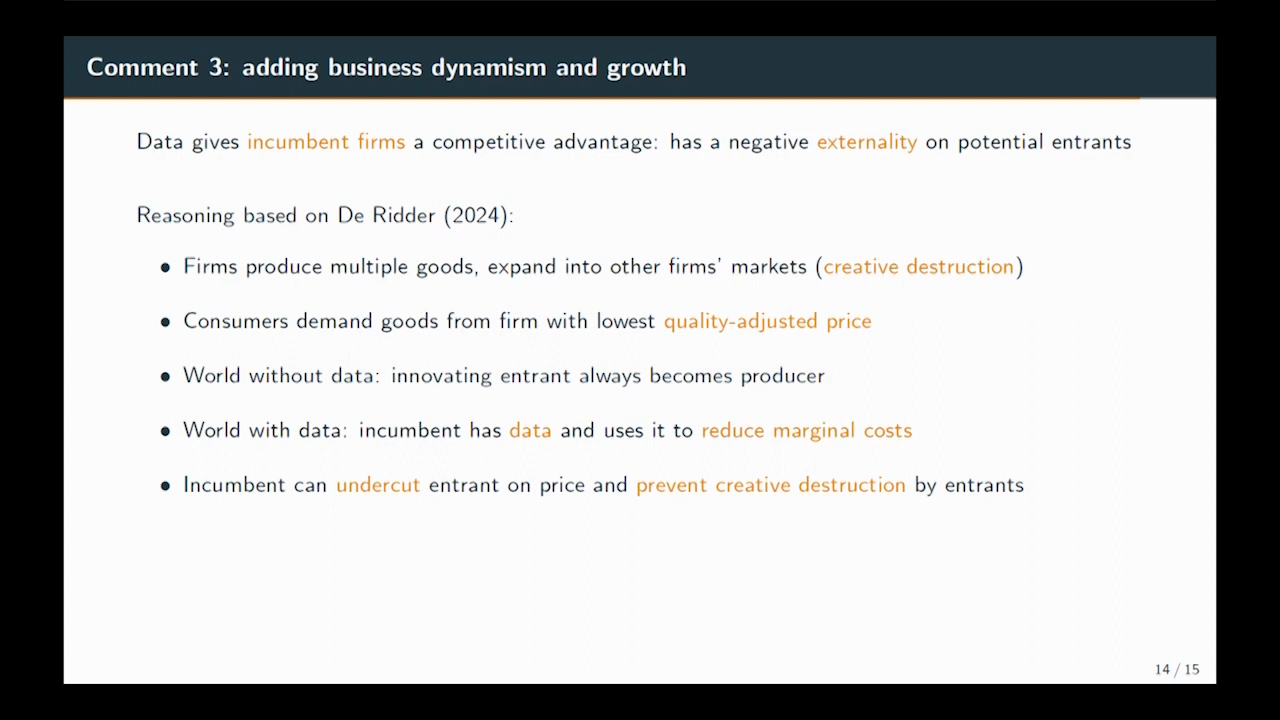 Comment 3: adding business dynamism and growth
Data gives incumbent firms a competitive advantage: has a negative externality on potential entrants
Reasoning based on De Ridder (2024):
• Firms produce multiple goods, expand into other firms' markets (creative destruction)
• Consumers demand goods from firm with lowest quality-adjusted price
• World without data: innovating entrant always becomes producer
• World with data: incumbent has data and uses it to reduce marginal costs
• Incumbent can undercut entrant on price and prevent creative destruction by entrants
14 / 15